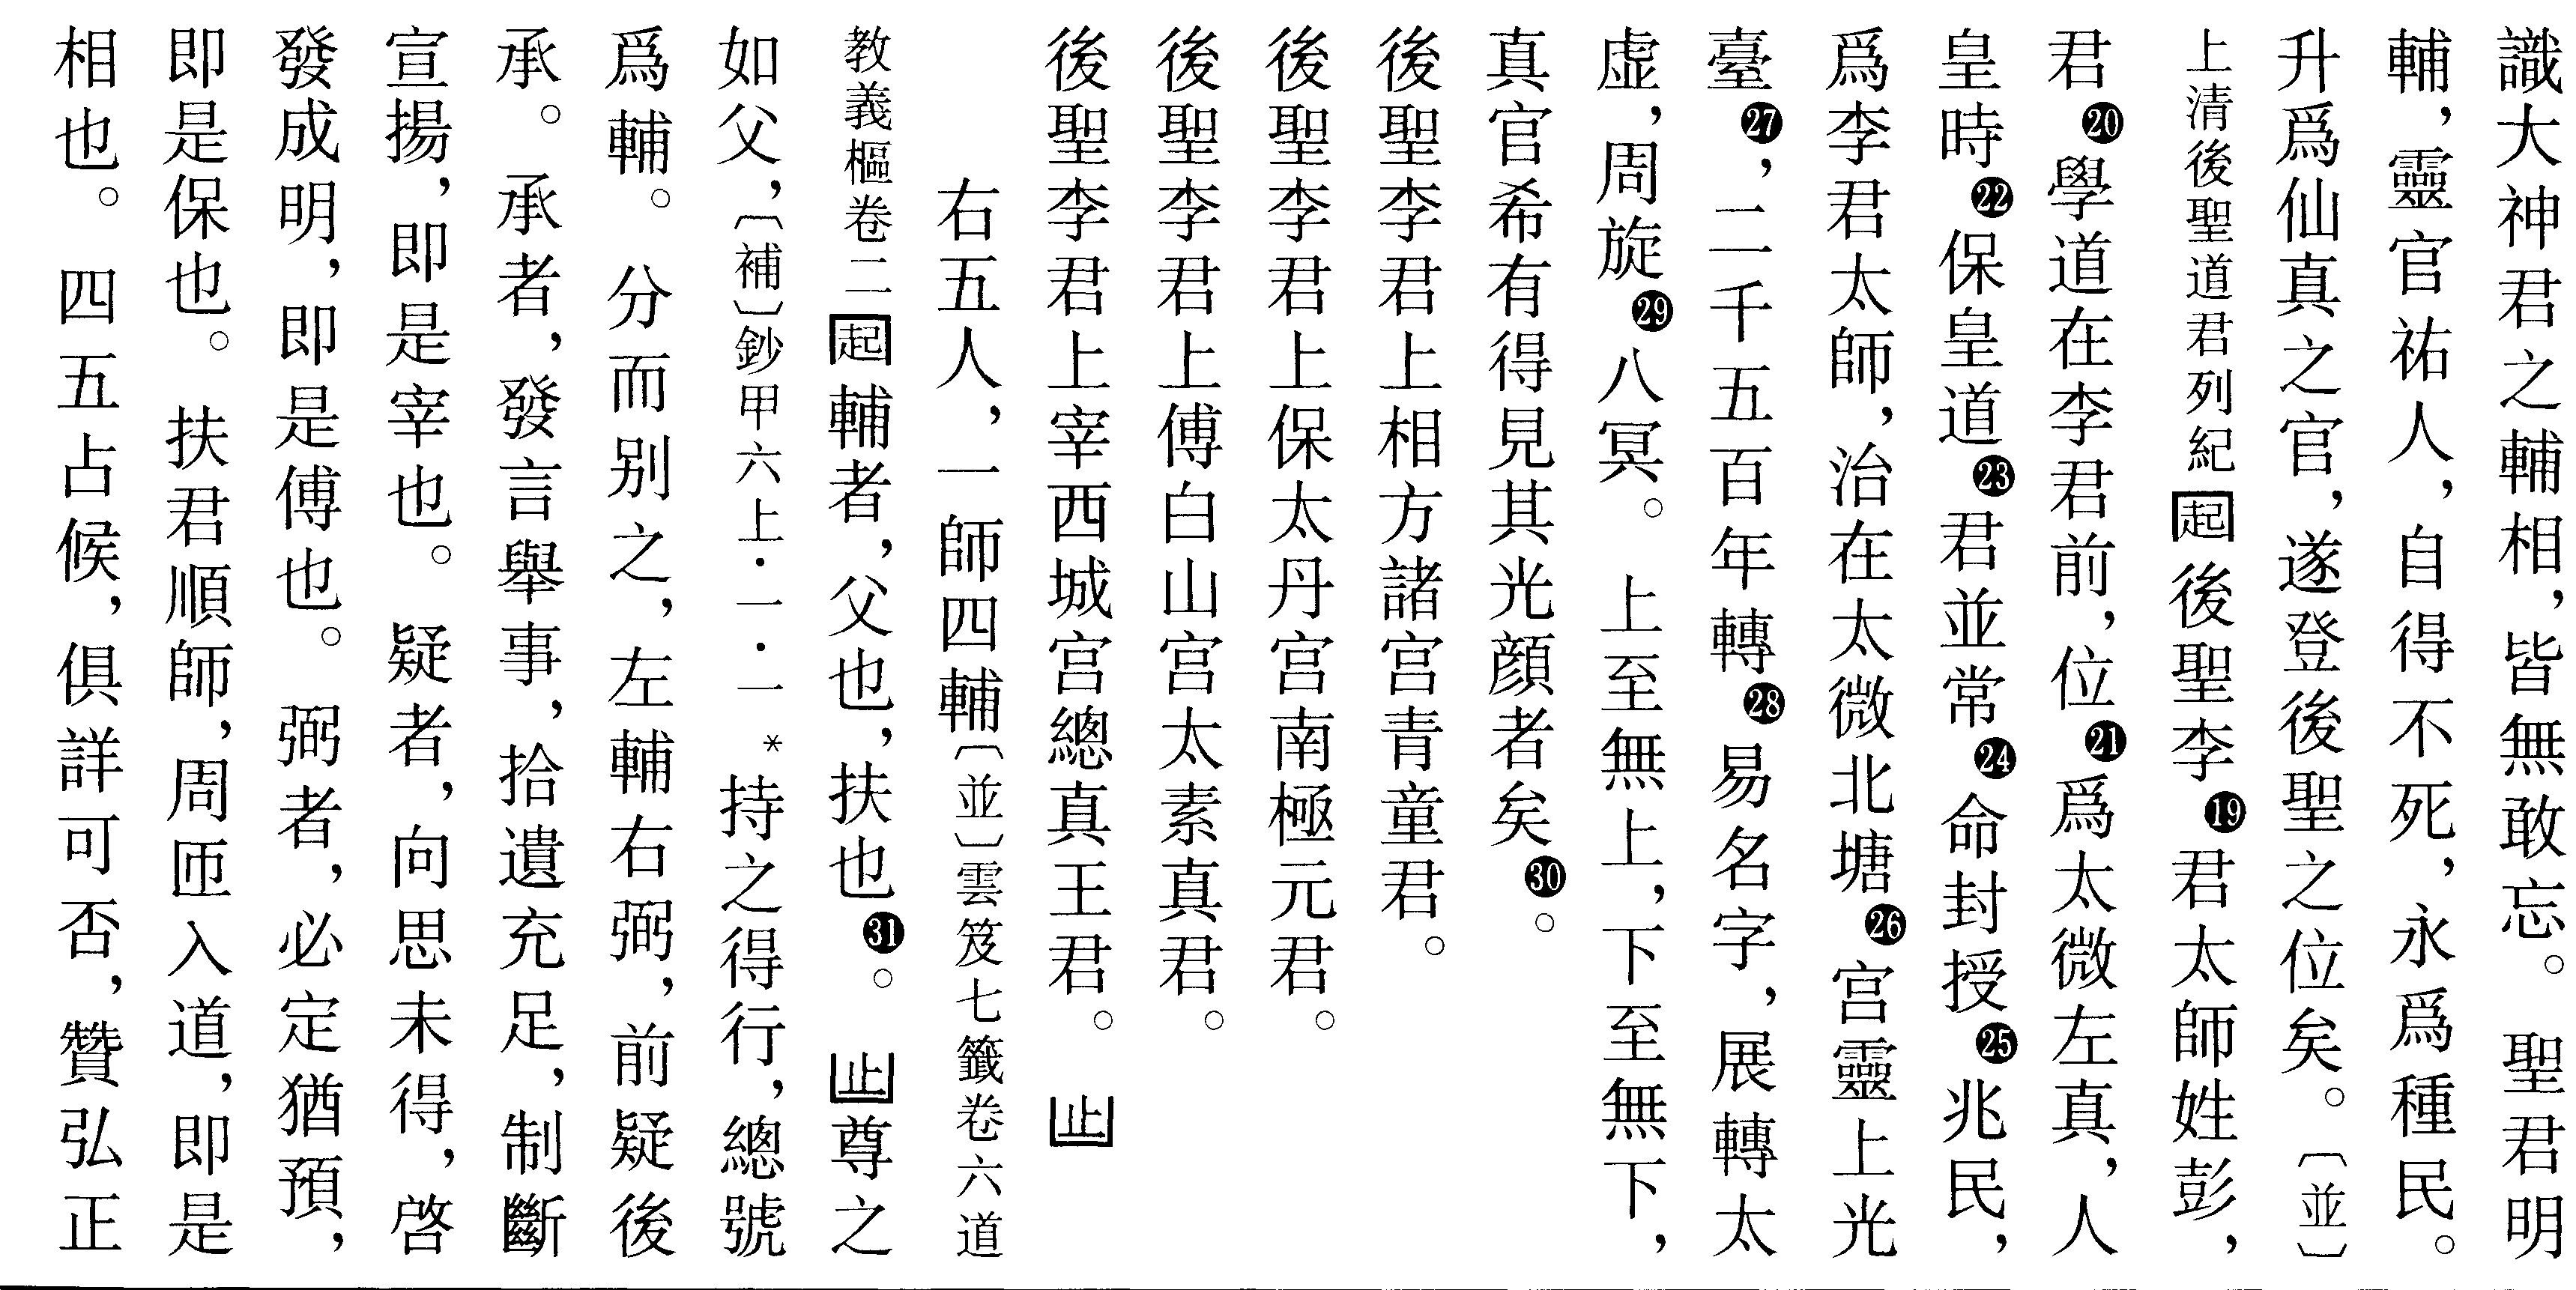 識大神君之輔相，皆無敢忘。聖君明
輔，靈官祐人，自得不死，永爲種民。
升爲仙真之官，遂登後聖之位矣。〔並〕
上清後聖道君列紀起後聖李⓳君太師姓彭，
君⓴學道在李君前，位㉑爲太微左真，人
皇時㉒保皇道㉓君並常㉔命封授㉕兆民，
爲李君太師，治在太微北塘㉖宫靈上光
臺㉗，二千五百年轉㉘易名字，展轉太
虛，周旋㉙八冥。上至無上，下至無下，
真官希有得見其光顔者矣㉚。
後聖李君上相方諸宫青童君。
後聖李君上保太丹宫南極元君。
後聖李君上傅白山宫太素真君。
後聖李君上宰西城宫總真王君。止
右五人，一師四輔〔並〕雲笈七籤卷六道
教義樞卷二起輔者，父也，扶也㉛。止尊之
如父，〔補〕鈔甲六上·一·一*持之得行，總號
爲輔。分而别之，左輔右弼，前疑後
承。承者，發言舉事，拾遺充足，制斷
宣揚，即是宰也。疑者，向思未得，啓
發成明，即是傅也。弼者，必定猶預，
即是保也。扶君順師，周匝入道，即是
相也。四五占候，俱詳可否，贊弘正